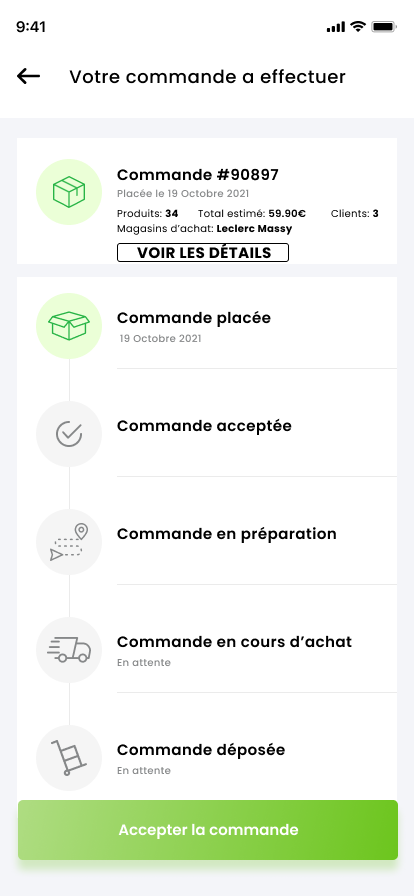 9:41
Votre commande a effectuer
Commande #90897
Placée le 19 Octobre 2021
Produits: 34 Total estimé: 59.90€ Clients: 3
Magasins d'achat: Leclerc Massy
VOIR LES DÉTAILS
Commande placée
19 Octobre 2021
Commande acceptée
Commande en préparation
Commande en cours d'achat
En attente
Commande déposée
En attente
Accepter la commande